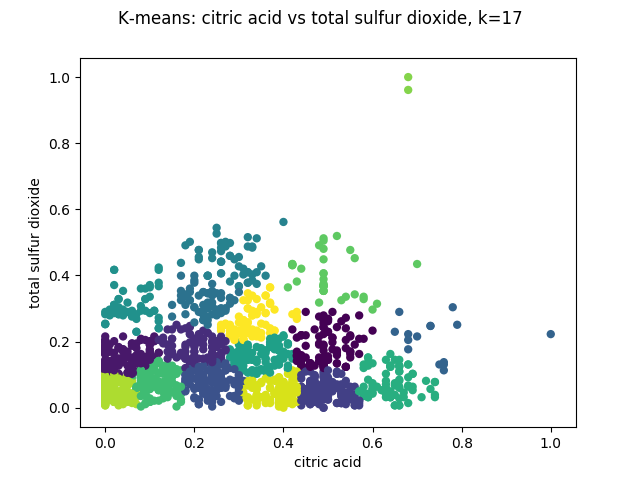 K-means: citric acid vs total sulfur dioxide, k=17
1.0
0.8
0.6
0.4
0.2
0.0
total sulfur dioxide
0.0 0.2 0.4 0.6 0.8 1.0
citric acid